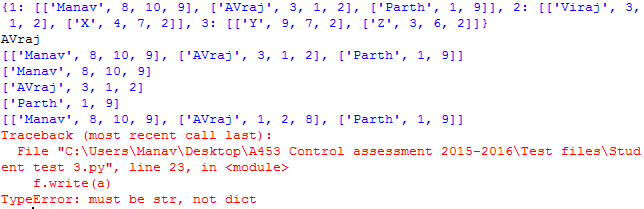 {1: [['Manav', 8, 10, 9], ['AVraj', 3, 1, 2], ['Parth', 1, 9]], 2: [['Viraj', 3,
 1, 2], ['X', 4, 7, 2]], 3: [['Y', 9, 7, 2], ['Z', 3, 6, 2]]}
AVraj
[['Manav', 8, 10, 9], ['AVraj', 3, 1, 2], ['Parth', 1, 9]]
['Manav', 8, 10, 9]
['AVraj', 3, 1, 2]
['Parth', 1, 9]
[['Manav', 8, 10, 9], ['AVraj', 1, 2, 8], ['Parth', 1, 9]]
Traceback (most recent call last):
  File "C:\Users\Manav\Desktop\A453 Control assessment 2015-2016\Test files\Stud
ent test 3.py", line 23, in <module>
    f.write(a)
TypeError: must be str, not dict